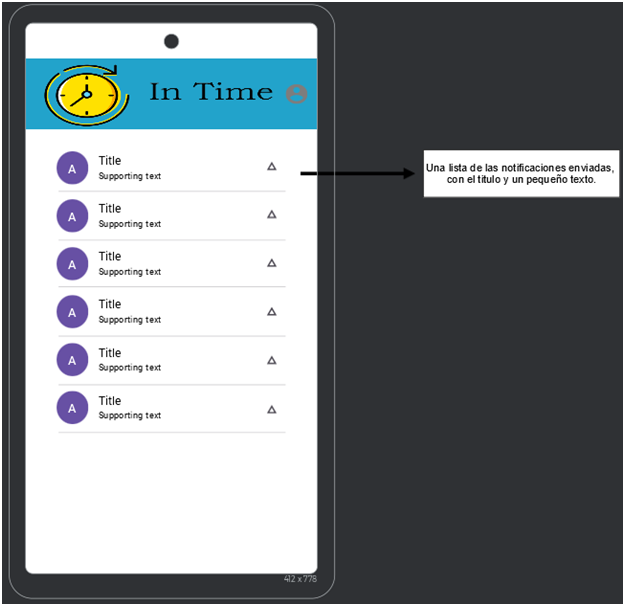 In Time
A
Title
Supporting text
Una lista de las notificaciones enviadas,
con el titulo y un pequeño texto.
A
Title
Supporting text
A
Title
Supporting text
A
Title
Supporting text
A
Title
Supporting text
A
Title
Supporting text
412 x 778